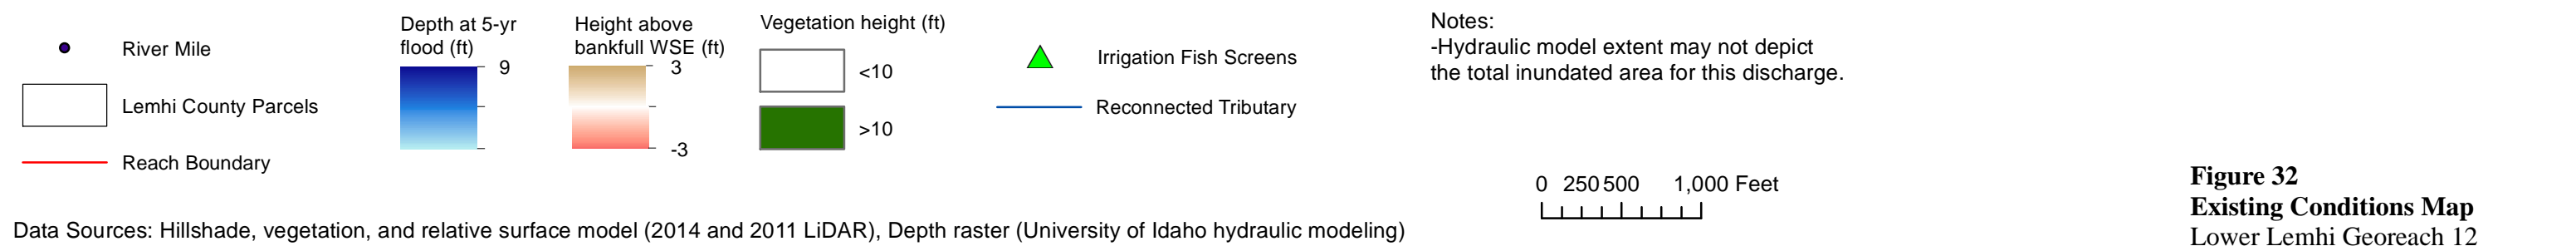 River Mile
Lemhi County Parcels
Reach Boundary
Depth at 5-yr
flood (ft)
9
Height above
bankfull WSE (ft)
3
-3
Vegetation height (ft)
<10
>10
Irrigation Fish Screens
Reconnected Tributary
Notes:
-Hydraulic model extent may not depict
the total inundated area for this discharge.
0 250 500 1,000 Feet
Data Sources: Hillshade, vegetation, and relative surface model (2014 and 2011 LiDAR), Depth raster (University of Idaho hydraulic modeling)
Figure 32
Existing Conditions Map
Lower Lemhi Georeach 12